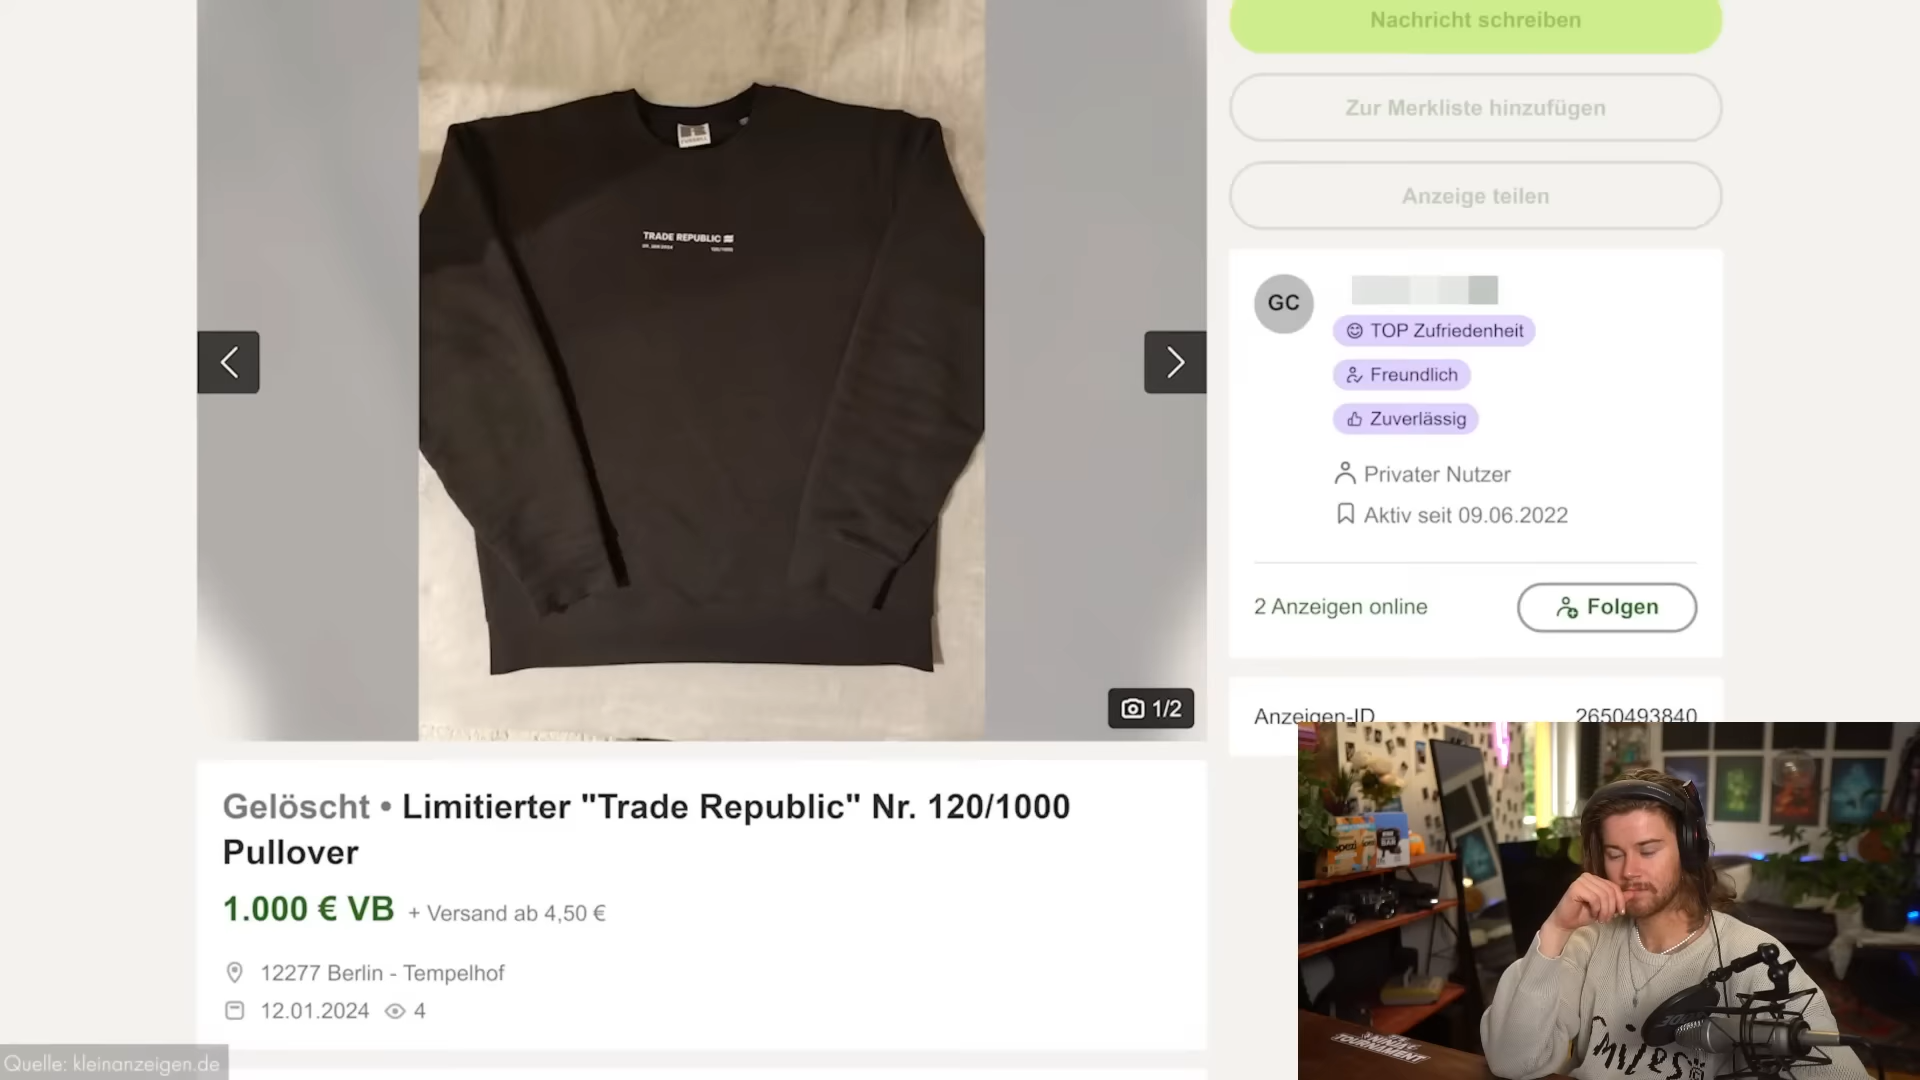 Nachricht schreiben
Zur Merkliste hinzufügen
Anzeige teilen
TRADE REPUBLIC
GC
TOP Zufriedenheit
Freundlich
Zuverlässig
Privater Nutzer
Aktiv seit 09.06.2022
2 Anzeigen online
Folgen
1/2
Anzeigen-ID
2650493840
Gelöscht • Limitierter "Trade Republic" Nr. 120/1000
Pullover
1.000 € VB + Versand ab 4,50 €
12277 Berlin - Tempelhof
12.01.2024 4
Quelle: kleinanzeigen.de